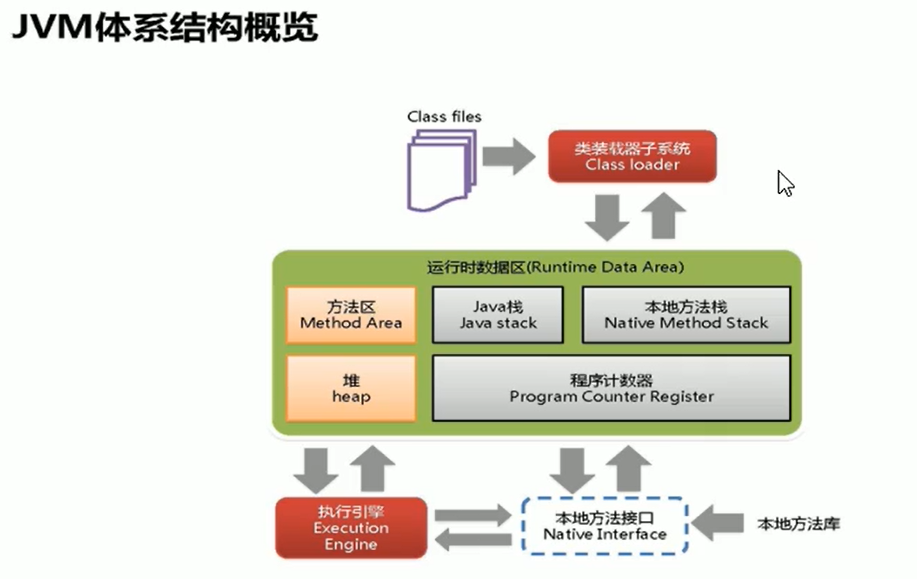 JVM体系结构概览
Class files
类装载器子系统
Class loader
运行时数据区(Runtime Data Area)
方法区
Method Area
Java栈
Java stack
本地方法栈
Native Method Stack
堆
heap
程序计数器
Program Counter Register
执行引擎
Execution
Engine
本地方法接口
Native Interface
本地方法库